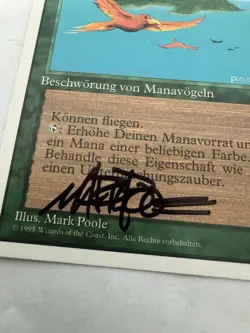 Beschwörung von Manavögeln
Können fliegen.
: Erhöhe Deinen Manavorrat um
ein Mana einer beliebigen Farbe.
Behandle diese Eigenschaft wie
einen
Illus. Mark Poole
© 1995 Wizards of the Coast, Inc. Alle Rechte vorbehalten.